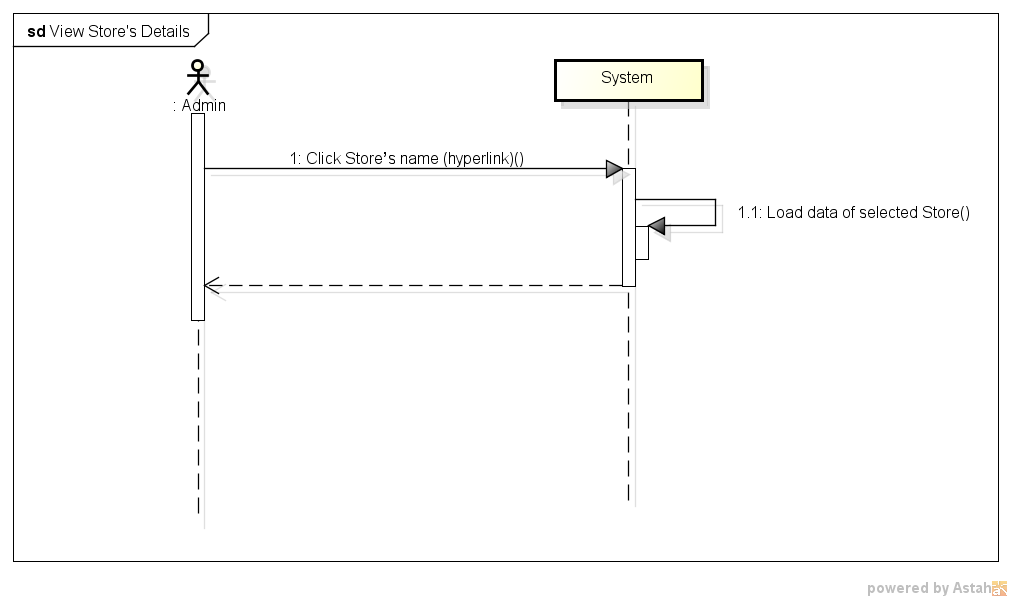 sd View Store's Details
: Admin
System
1: Click Store's name (hyperlink)()
1.1: Load data of selected Store()
powered by Astah